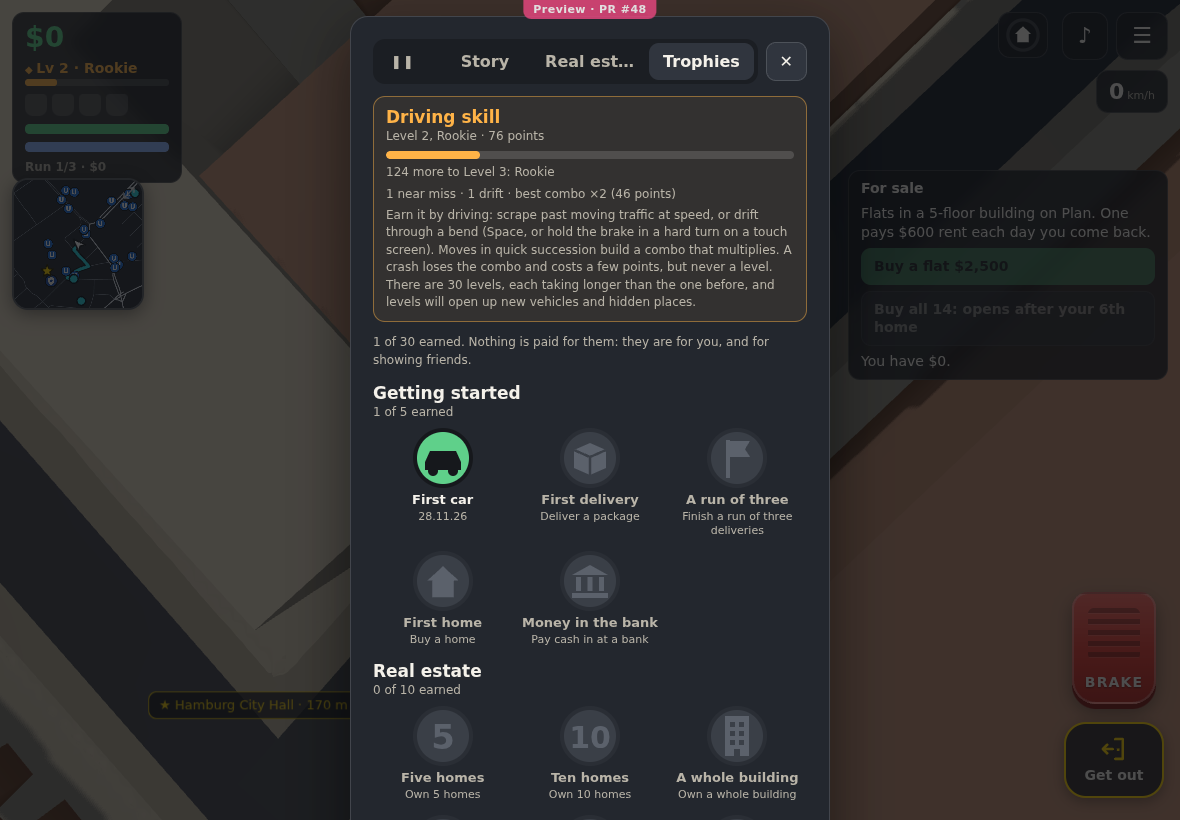 Preview · PR #48
$0
Lv 2 · Rookie
Run 1/3 · $0
Story
Real est...
Trophies
0 km/h
Driving skill
Level 2, Rookie · 76 points
124 more to Level 3: Rookie
1 near miss · 1 drift · best combo ×2 (46 points)
Earn it by driving: scrape past moving traffic at speed, or drift
through a bend (Space, or hold the brake in a hard turn on a touch
screen). Moves in quick succession build a combo that multiplies. A
crash loses the combo and costs a few points, but never a level.
There are 30 levels, each taking longer than the one before, and
levels will open up new vehicles and hidden places.
For sale
Flats in a 5-floor building on Plan. One
pays $600 rent each day you come back.
Buy a flat $2,500
Buy all 14: opens after your 6th
home
You have $0.
1 of 30 earned. Nothing is paid for them: they are for you, and for
showing friends.
Getting started
1 of 5 earned
First car
28.11.26
First delivery
Deliver a package
A run of three
Finish a run of three
deliveries
First home
Buy a home
Money in the bank
Pay cash in at a bank
Real estate
0 of 10 earned
5
Five homes
Own 5 homes
10
Ten homes
Own 10 homes
A whole building
Own a whole building
★ Hamburg City Hall · 170 m
BRAKE
Get out